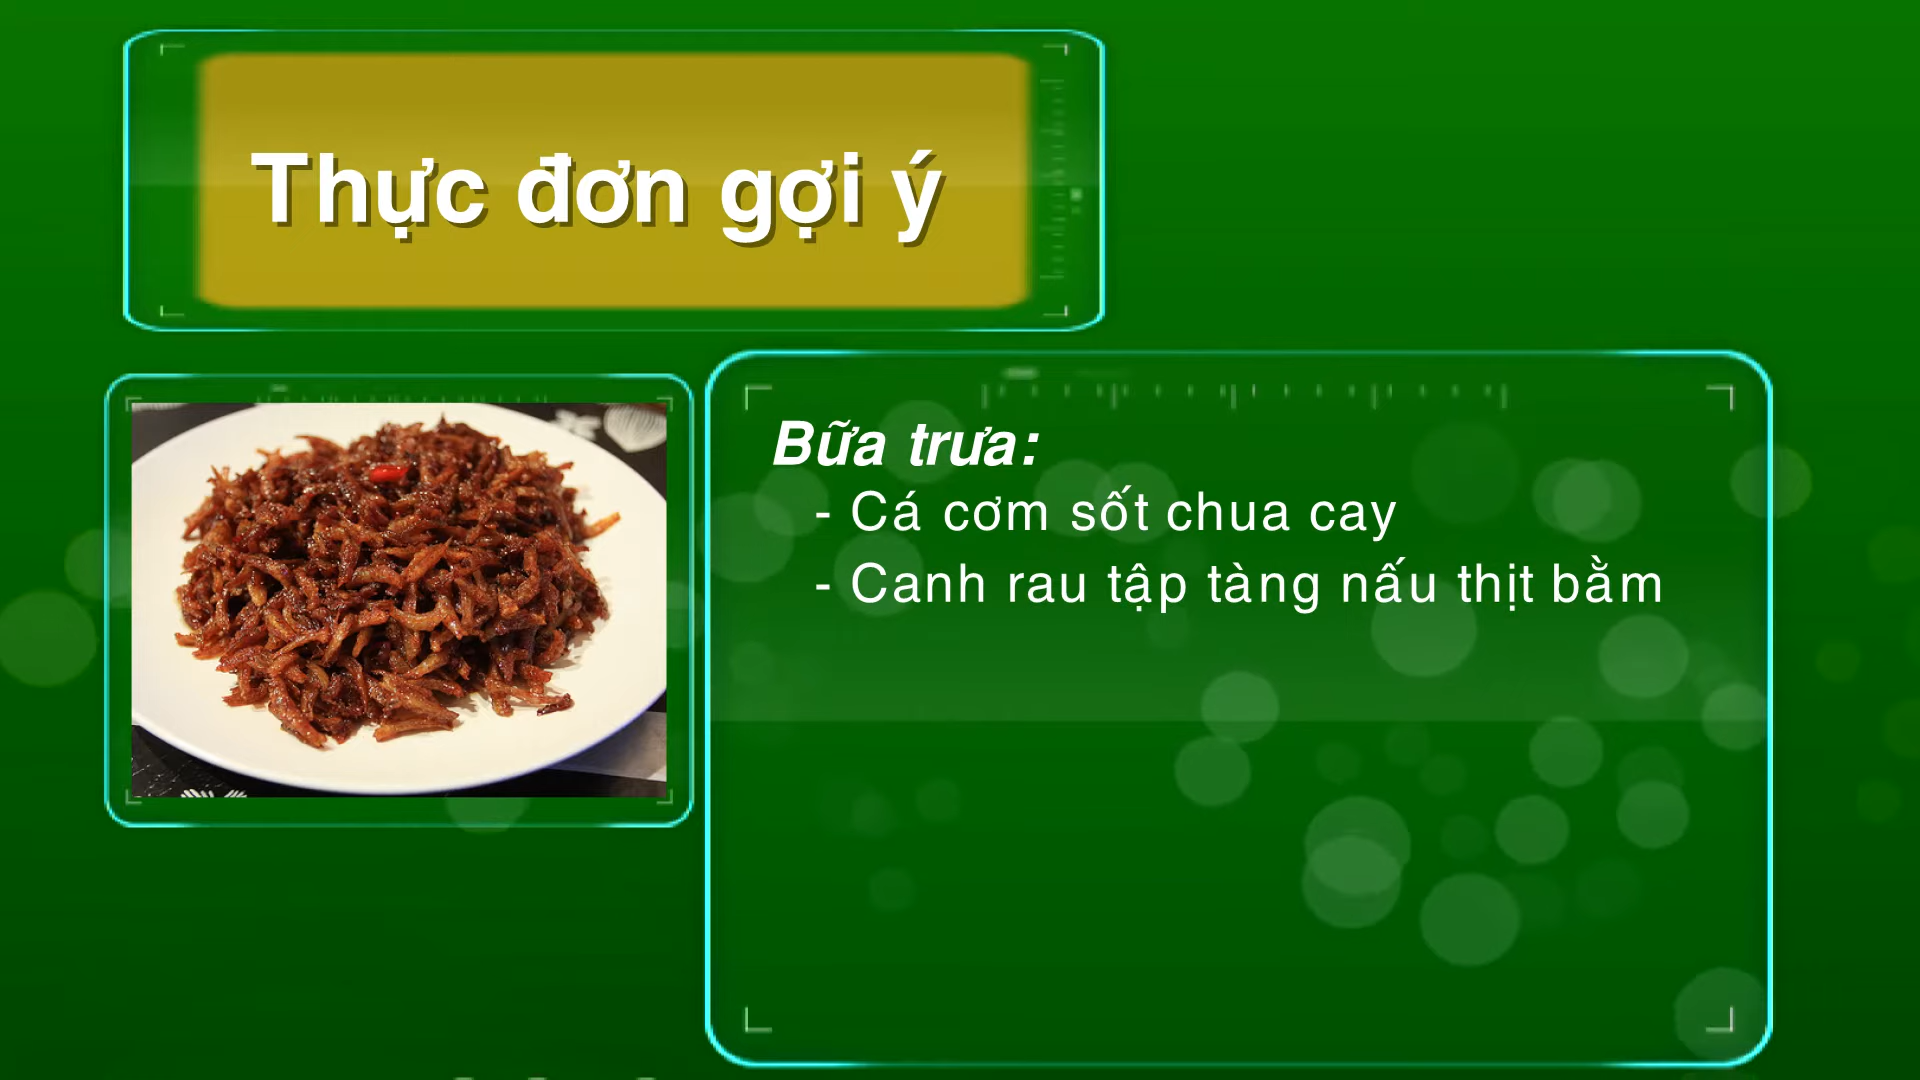 Thực đơn gợi ý
Bữa trưa:
- Cá cơm sốt chua cay
- Canh rau tập tàng nấu thịt bằm